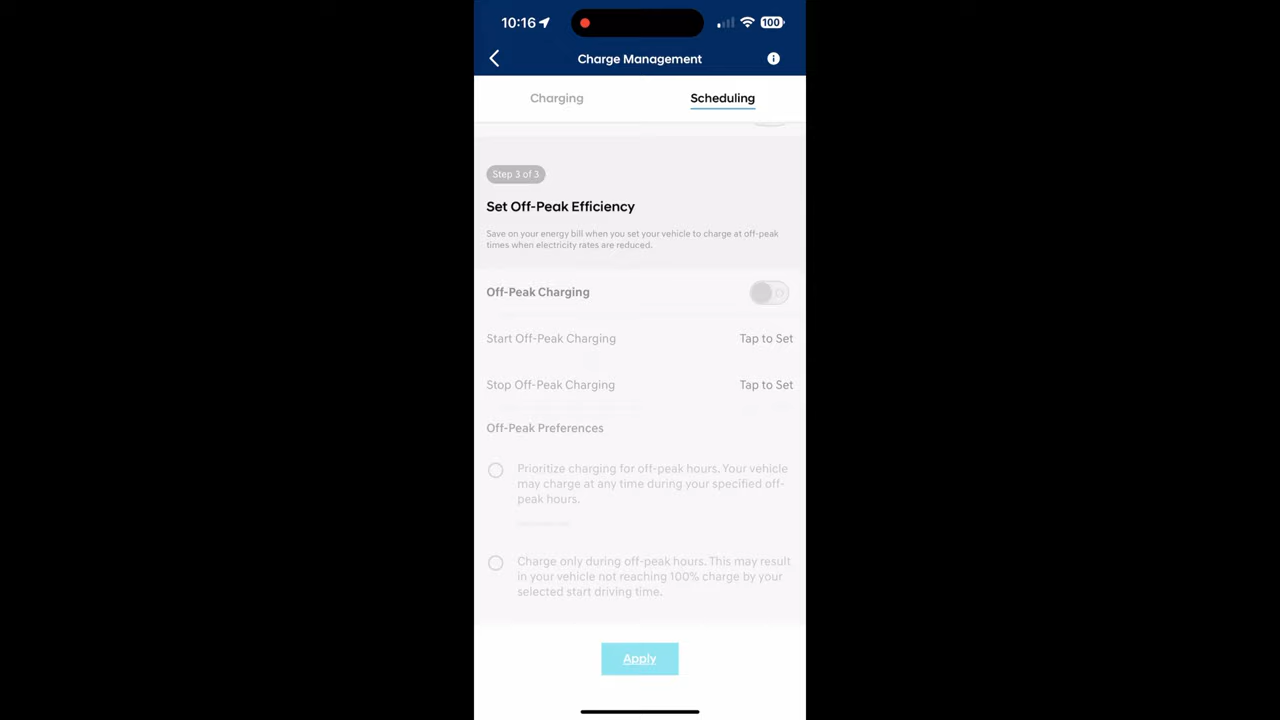 10:16
100
Charge Management
Charging
Scheduling
Step 3 of 3
Set Off-Peak Efficiency
Save on your energy bill when you set your vehicle to charge at off-peak
times when electricity rates are reduced.
Off-Peak Charging
Start Off-Peak Charging
Tap to Set
Stop Off-Peak Charging
Tap to Set
Off-Peak Preferences
Prioritize charging for off-peak hours. Your vehicle
may charge at any time during your specified off-
peak hours.
Charge only during off-peak hours. This may result
in your vehicle not reaching 100% charge by your
selected start driving time.
Apply